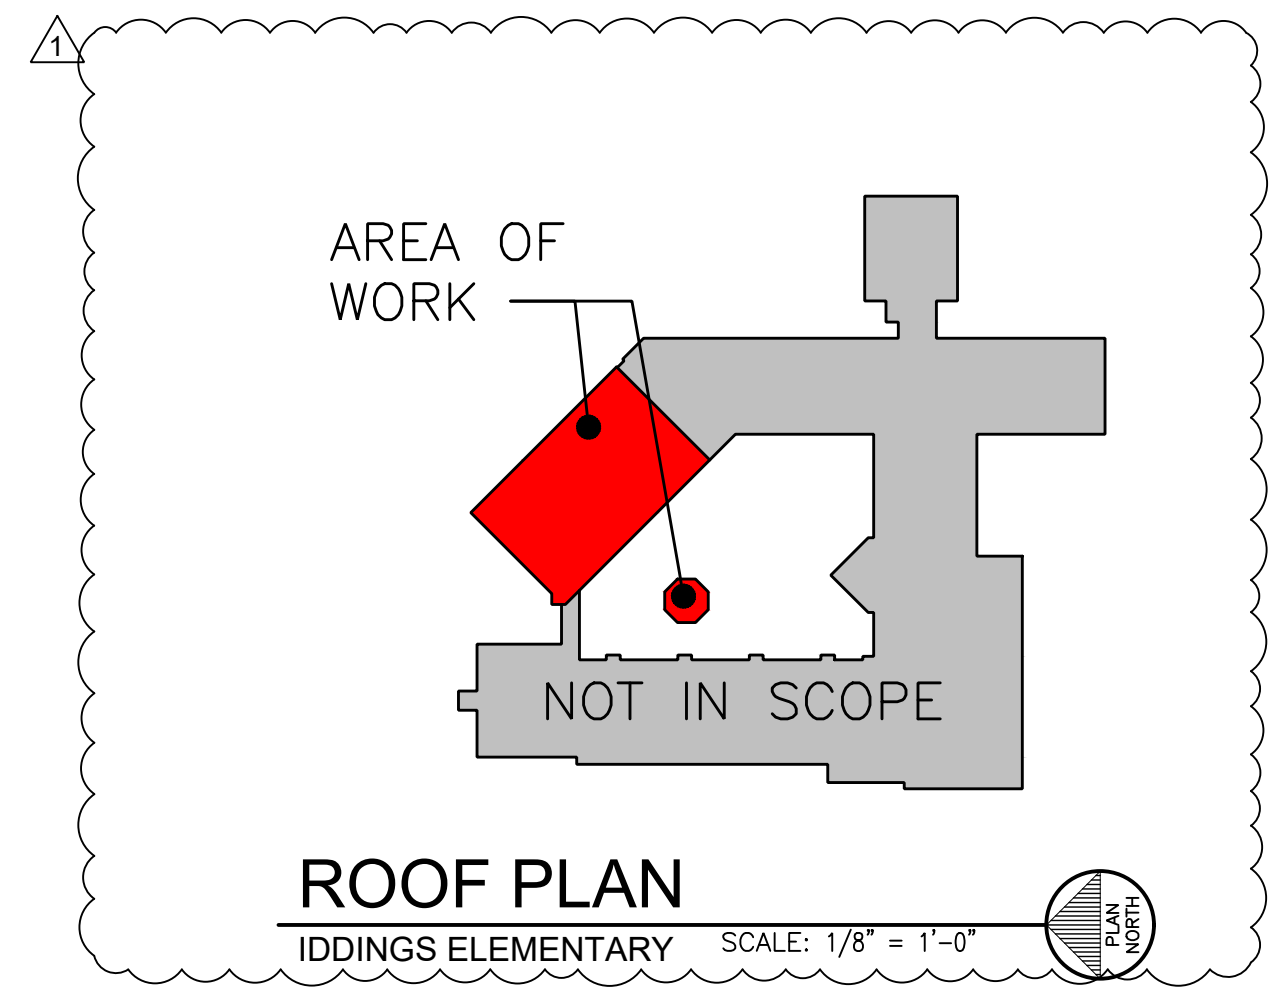 1
AREA OF
WORK
NOT IN SCOPE
ROOF PLAN
IDDINGS ELEMENTARY
SCALE: 1/8" = 1'-0"
PLAN
NORTH